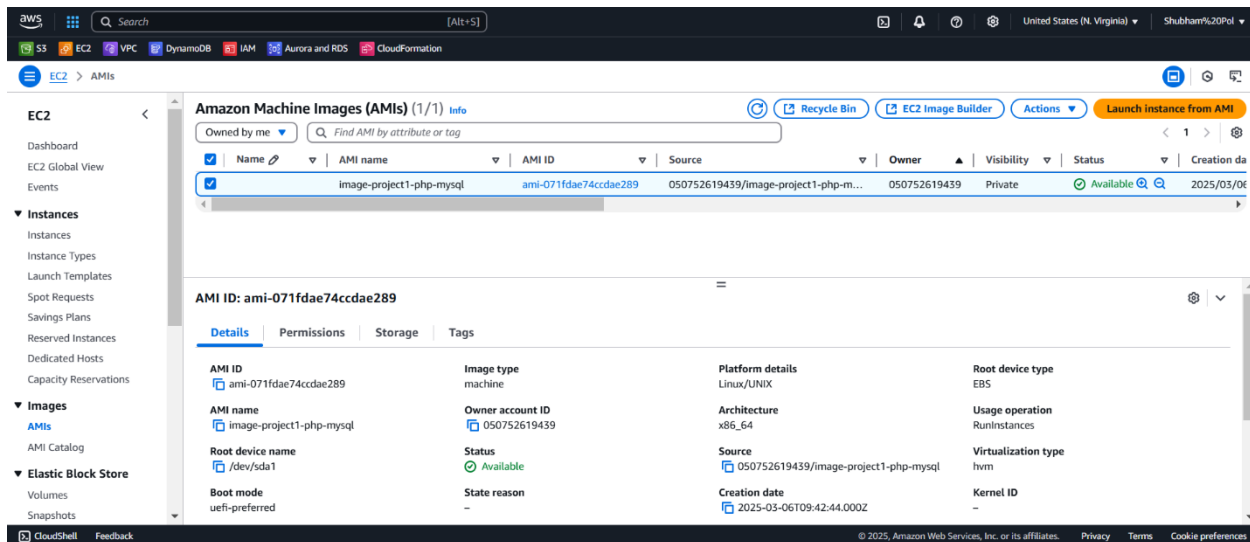 aws
Search
[Alt+S]
United States (N. Virginia) ▼
Shubham%20Pol ▼
S3
EC2
VPC
DynamoDB
IAM
Aurora and RDS
CloudFormation
EC2 > AMIs
EC2
Dashboard
EC2 Global View
Events
▼ Instances
Instances
Instance Types
Launch Templates
Spot Requests
Savings Plans
Reserved Instances
Dedicated Hosts
Capacity Reservations
▼ Images
AMIs
AMI Catalog
▼ Elastic Block Store
Volumes
Snapshots
Amazon Machine Images (AMIs) (1/1) Info
Recycle Bin
EC2 Image Builder
Actions ▼
Launch instance from AMI
Owned by me ▼
Find AMI by attribute or tag
< 1 >
Name | AMI name | AMI ID | Source | Owner | Visibility | Status | Creation da
image-project1-php-mysql ami-071fdae74ccdae289 050752619439/image-project1-php-m... 050752619439 Private Available 2025/03/06
AMI ID: ami-071fdae74ccdae289
Details | Permissions | Storage | Tags
AMI ID
ami-071fdae74ccdae289
Image type
machine
Platform details
Linux/UNIX
Root device type
EBS
AMI name
image-project1-php-mysql
Owner account ID
050752619439
Architecture
x86_64
Usage operation
RunInstances
Root device name
/dev/sda1
Status
Available
Source
050752619439/image-project1-php-mysql
Virtualization type
hvm
Boot mode
uefi-preferred
State reason
–
Creation date
2025-03-06T09:42:44.000Z
Kernel ID
–
CloudShell
Feedback
© 2025, Amazon Web Services, Inc. or its affiliates.
Privacy
Terms
Cookie preferences